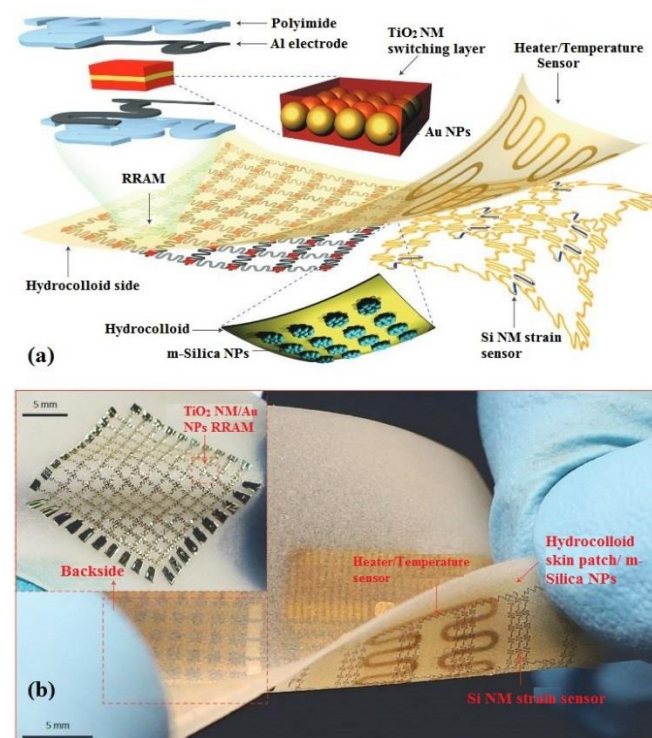 Polyimide
Al electrode
TiO₂ NM
switching layer
Heater/Temperature
Sensor
Au NPs
RRAM
Hydrocolloid side
Hydrocolloid
m-Silica NPs
Si NM strain
sensor
(a)
5 mm
TiO₂ NM/Au
NPs RRAM
Backside
Heater/Temperature
sensor
Hydrocolloid
skin patch/ m-
Silica NPs
Si NM strain sensor
(b)
5 mm